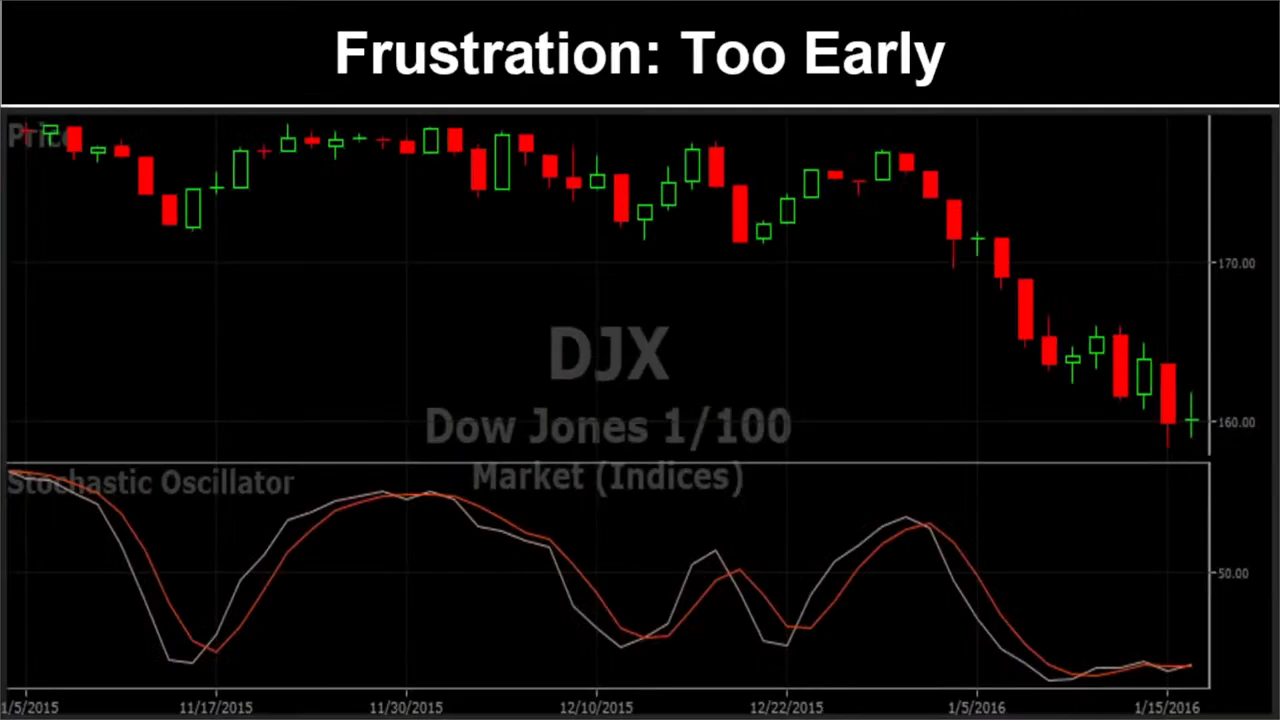 Frustration: Too Early
Price
170.00
DJX
Dow Jones 1/100
Market (Indices)
160.00
Stochastic Oscillator
50.00
1/5/2015 11/17/2015 11/30/2015 12/10/2015 12/22/2015 1/5/2016 1/15/2016